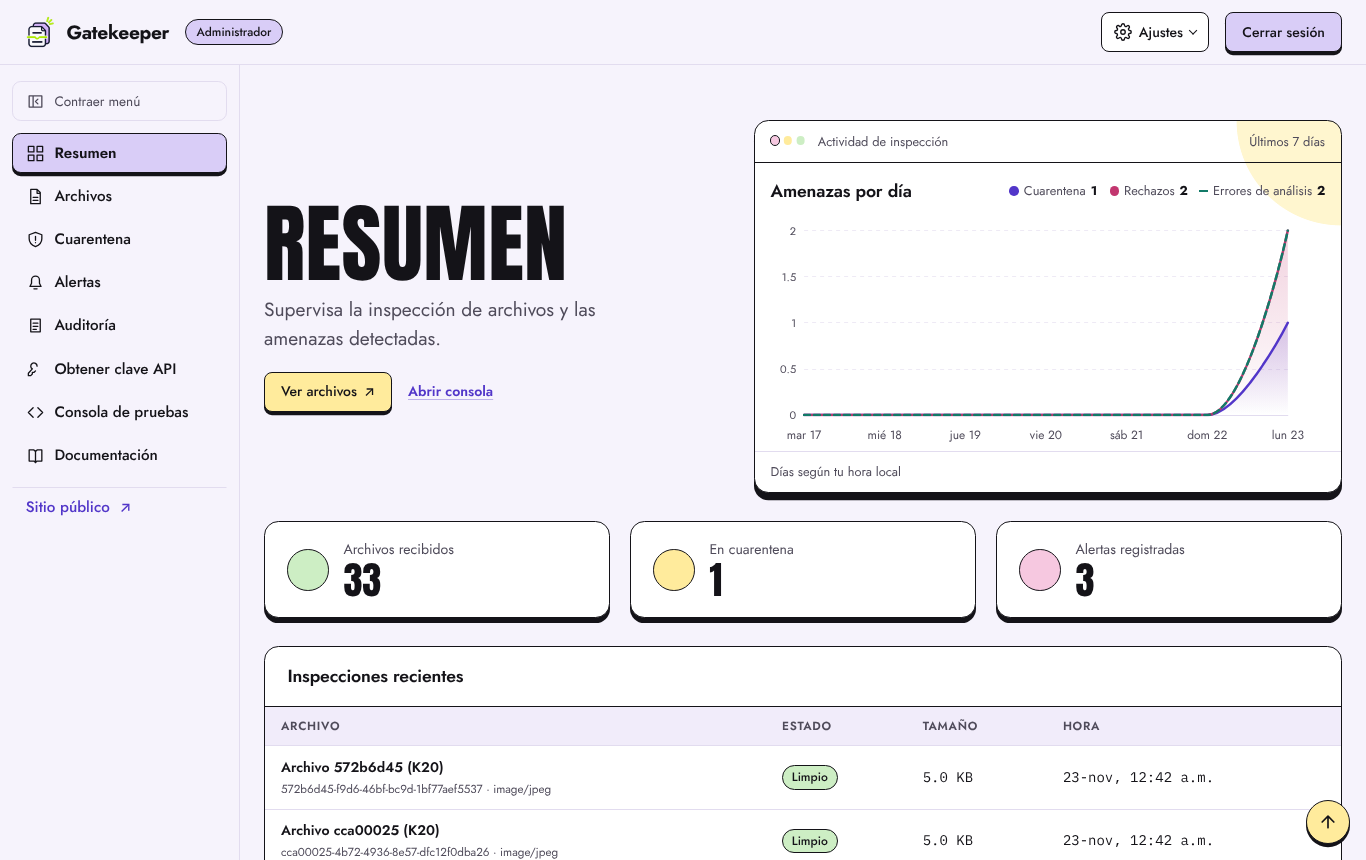 Gatekeeper
Administrador
Ajustes
Cerrar sesión
Contraer menú
Resumen
Archivos
Cuarentena
Alertas
Auditoría
Obtener clave API
Consola de pruebas
Documentación
Sitio público
RESUMEN
Supervisa la inspección de archivos y las
amenazas detectadas.
Ver archivos
Abrir consola
Actividad de inspección
Últimos 7 días
Amenazas por día
Cuarentena 1
Rechazos 2
Errores de análisis 2
2
1.5
1
0.5
0
mar 17
mié 18
jue 19
vie 20
sáb 21
dom 22
lun 23
Días según tu hora local
Archivos recibidos
33
En cuarentena
1
Alertas registradas
3
Inspecciones recientes
ARCHIVO ESTADO TAMAÑO HORA
Archivo 572b6d45 (K20)
572b6d45-f9d6-46bf-bc9d-1bf77aef5537 · image/jpeg
Limpio
5.0 KB
23-nov, 12:42 a.m.
Archivo cca00025 (K20)
cca00025-4b72-4936-8e57-dfc12f0dba26 · image/jpeg
Limpio
5.0 KB
23-nov, 12:42 a.m.